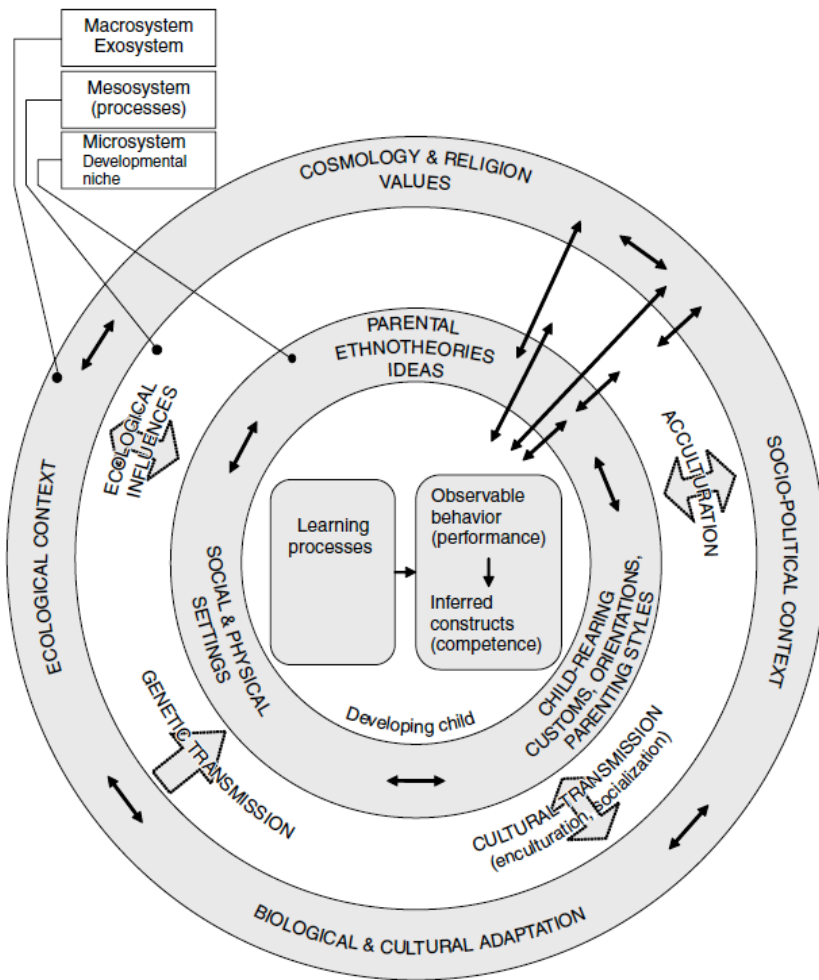 Macrosystem
Exosystem
Mesosystem
(processes)
Microsystem
Developmental
niche
COSMOLOGY & RELIGION
VALUES
PARENTAL
ETHNOTHEORIES
IDEAS
ECOLOGICAL
INFLUENCES
ACCULTURATION
ECOLOGICAL CONTEXT
SOCIO-POLITICAL CONTEXT
Learning
processes
Observable
behavior
(performance)
Inferred
constructs
(competence)
SOCIAL & PHYSICAL
SETTINGS
CHILD-REARING
CUSTOMS, ORIENTATIONS,
PARENTING STYLES
Developing child
GENETIC TRANSMISSION
CULTURAL TRANSMISSION
(enculturation, socialization)
BIOLOGICAL & CULTURAL ADAPTATION